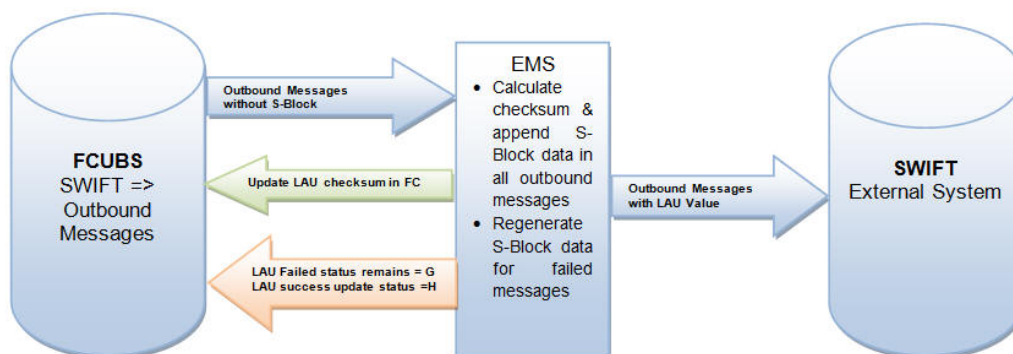 FCUBS
SWIFT =>
Outbound
Messages
Outbound Messages
without S-Block
Update LAU checksum in FC
LAU Failed status remains = G
LAU success update status =H
EMS
• Calculate
checksum &
append S-
Block data in
all outbound
messages
• Regenerate
S-Block data
for failed
messages
Outbound Messages
with LAU Value
SWIFT
External System